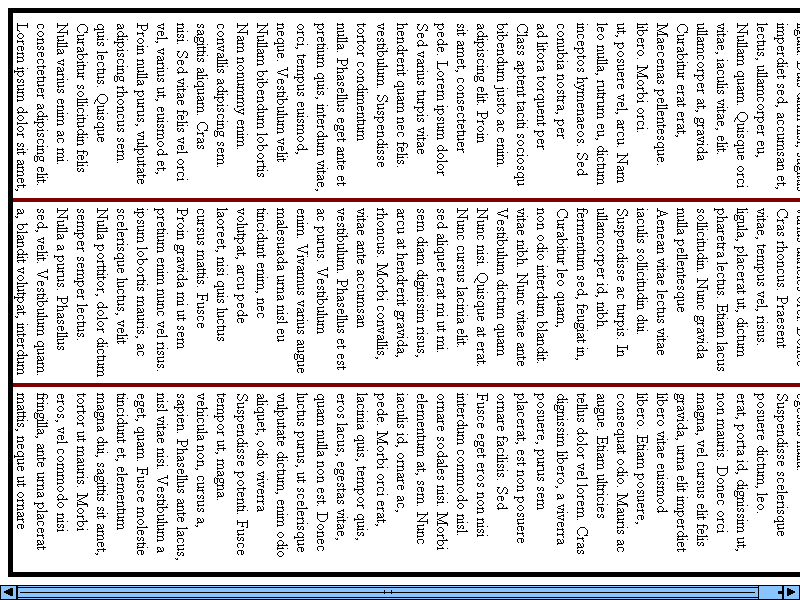 Lorem ipsum dolor sit amet,
consectetuer adipiscing elit.
Nulla varius enim ac mi.
Curabitur sollicitudin felis
quis lectus. Quisque
adipiscing rhoncus sem.
Proin nulla purus, vulputate
vel, varius ut, euismod et,
nisi. Sed vitae felis vel orci
sagittis aliquam. Cras
convallis adipiscing sem.
Nam nonummy enim.
Nullam bibendum lobortis
neque. Vestibulum velit
orci, tempus euismod,
pretium quis, interdum vitae,
nulla. Phasellus eget ante et
tortor condimentum
vestibulum. Suspendisse
hendrerit quam nec felis.
Sed varius turpis vitae
pede. Lorem ipsum dolor
sit amet, consectetuer
adipiscing elit. Proin
bibendum justo ac enim.
Class aptent taciti sociosqu
ad litora torquent per
conubia nostra, per
inceptos hymenaeos. Sed
leo nulla, rutrum eu, dictum
ut, posuere vel, arcu. Nam
libero. Morbi orci.
Maecenas pellentesque
Curabitur erat erat,
ullamcorper at, gravida
vitae, iaculis vitae, elit.
Nullam quam. Quisque orci
lectus, ullamcorper eu,
imperdiet sed, accumsan et,
a, blandit volutpat, interdum
sed, velit. Vestibulum quam.
Nulla a purus. Phasellus
semper semper lectus.
Nulla porttitor, dolor dictum
scelerisque luctus, velit
ipsum lobortis mauris, ac
pretium enim nunc vel risus.
Proin gravida mi ut sem
cursus mattis. Fusce
laoreet, nisi quis luctus
volutpat, arcu pede
tincidunt enim, nec
malesuada urna nisl eu
enim. Vivamus varius augue
ac purus. Vestibulum
vestibulum. Phasellus et est
vitae ante accumsan
rhoncus. Morbi convallis,
arcu at hendrerit gravida,
sem diam dignissim risus,
sed aliquet erat mi ut mi.
Nunc cursus lacinia elit.
Nunc nisi. Quisque at erat.
Vestibulum dictum quam
vitae nibh. Nunc vitae ante
non odio interdum blandit.
Curabitur leo quam,
fermentum sed, feugiat in,
ullamcorper id, nibh.
Suspendisse ac turpis. In
iaculis sollicitudin dui.
Aenean vitae lectus vitae
nulla pellentesque
sollicitudin. Nunc gravida
pharetra lectus. Etiam lacus
ligula, placerat ut, dictum
vitae, tempus vel, risus.
Cras rhoncus. Praesent
mattis, neque ut ornare
fringilla, ante urna placerat
eros, vel commodo nisi
tortor ut mauris. Morbi
magna dui, sagittis sit amet,
tincidunt et, elementum
eget, quam. Fusce molestie
nisl vitae nisi. Vestibulum a
sapien. Phasellus ante lacus,
vehicula non, cursus a,
tempor ut, magna.
Suspendisse potenti. Fusce
aliquet, odio viverra
vulputate dictum, enim odio
luctus purus, ut scelerisque
quam nulla non est. Donec
eros lacus, egestas vitae,
lacinia quis, tempor quis,
pede. Morbi orci erat,
iaculis id, ornare ac,
elementum at, sem. Nunc
ornare sodales nisi. Morbi
interdum commodo nisl.
Fusce eget eros non nisi
ornare facilisis. Sed
placerat, est non posuere
posuere, purus sem
dignissim libero, a viverra
tellus dolor vel lorem. Cras
augue. Etiam ultricies
consequat odio. Mauris ac
libero. Etiam posuere,
libero vitae euismod
gravida, urna elit imperdiet
magna, vel cursus elit felis
non mauris. Donec orci
erat, porta id, dignissim ut,
posuere dictum, leo.
Suspendisse scelerisque